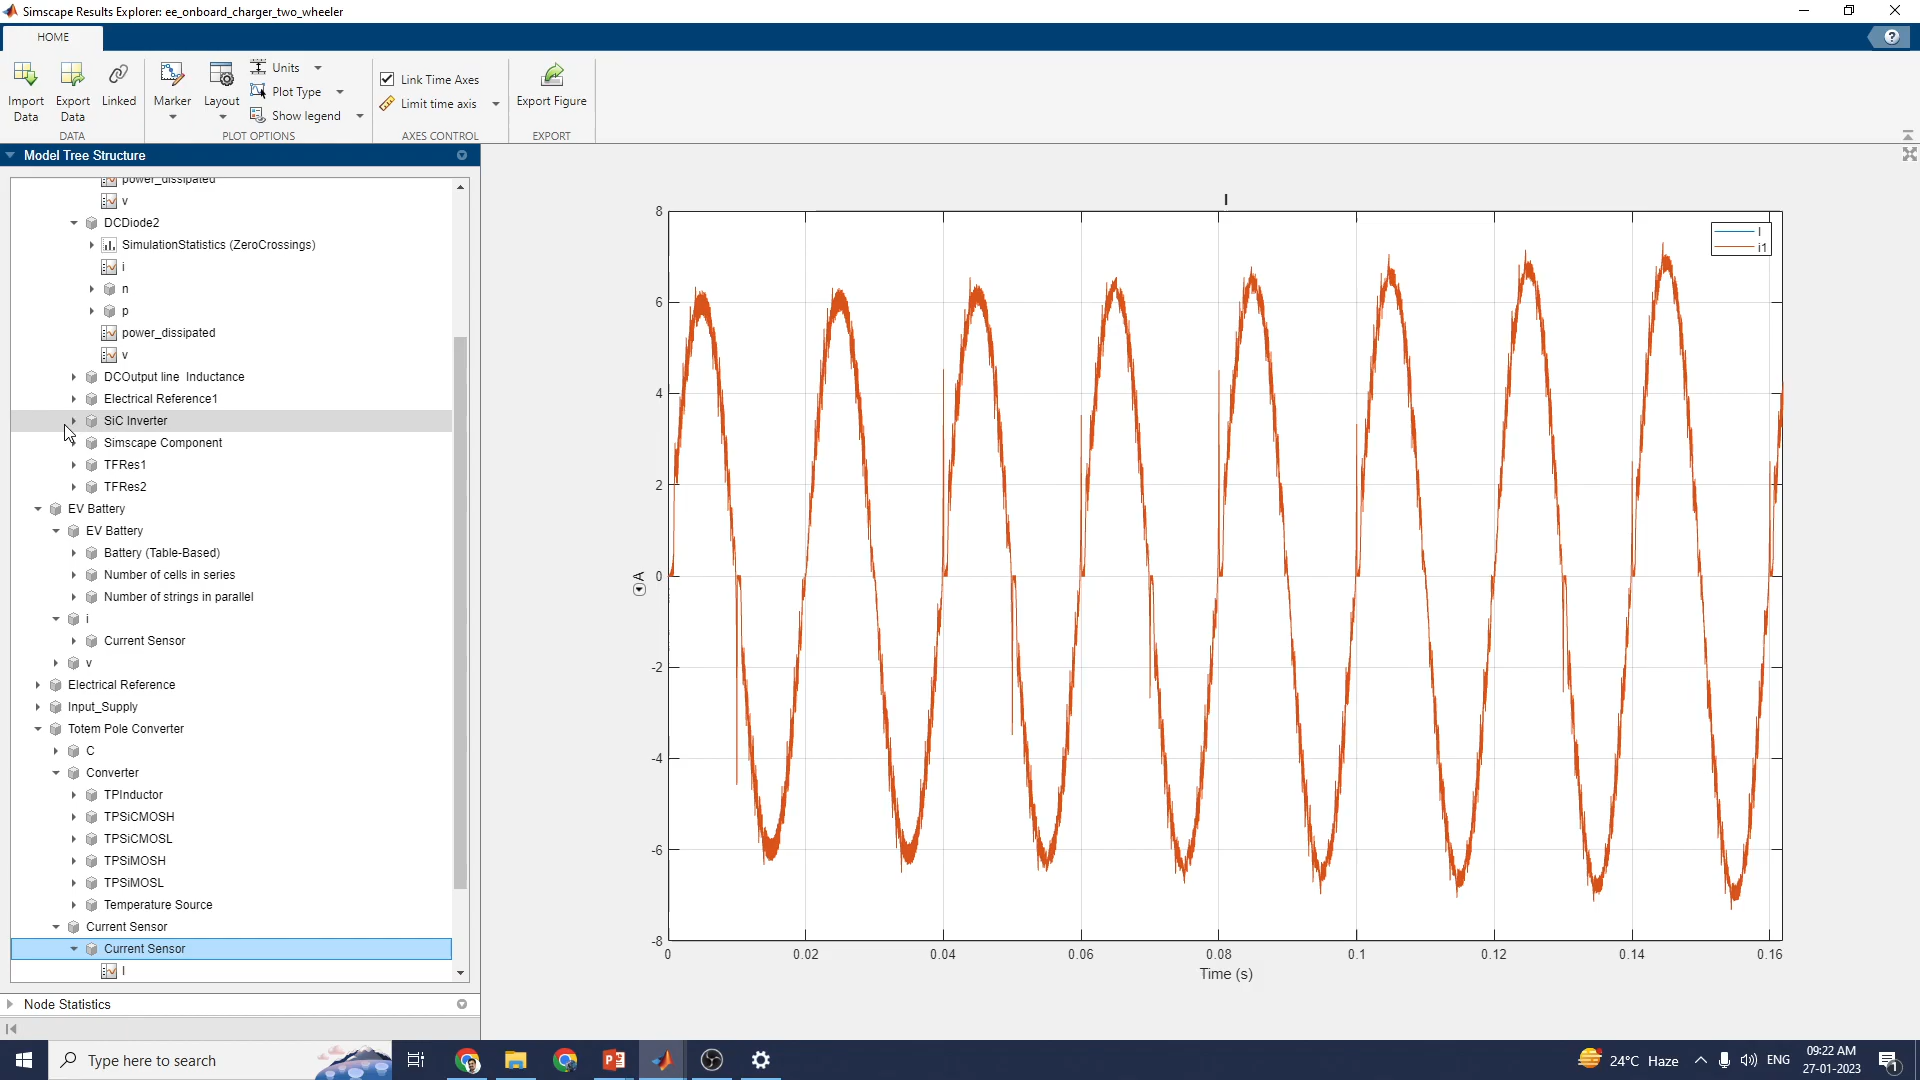 Simscape Results Explorer: ee_onboard_charger_two_wheeler
HOME
Import Data
Export Data
Linked
Marker
Layout
Units
Plot Type
Show legend
Link Time Axes
Limit time axis
Export Figure
DATA
PLOT OPTIONS
AXES CONTROL
EXPORT
Model Tree Structure
power_dissipated
v
DCDiode2
SimulationStatistics (ZeroCrossings)
i
n
p
power_dissipated
v
DCOutput line Inductance
Electrical Reference1
SiC Inverter
Simscape Component
TFRes1
TFRes2
EV Battery
EV Battery
Battery (Table-Based)
Number of cells in series
Number of strings in parallel
i
Current Sensor
v
Electrical Reference
Input_Supply
Totem Pole Converter
C
Converter
TPInductor
TPSiCMOSH
TPSiCMOSL
TPSiMOSH
TPSiMOSL
Temperature Source
Current Sensor
Current Sensor
I
Node Statistics
I
I
i1
8
6
4
2
0
-2
-4
-6
-8
A
0
0.02
0.04
0.06
0.08
0.1
0.12
0.14
0.16
Time (s)
Type here to search
24°C Haze
ENG
09:22 AM
27-01-2023
1